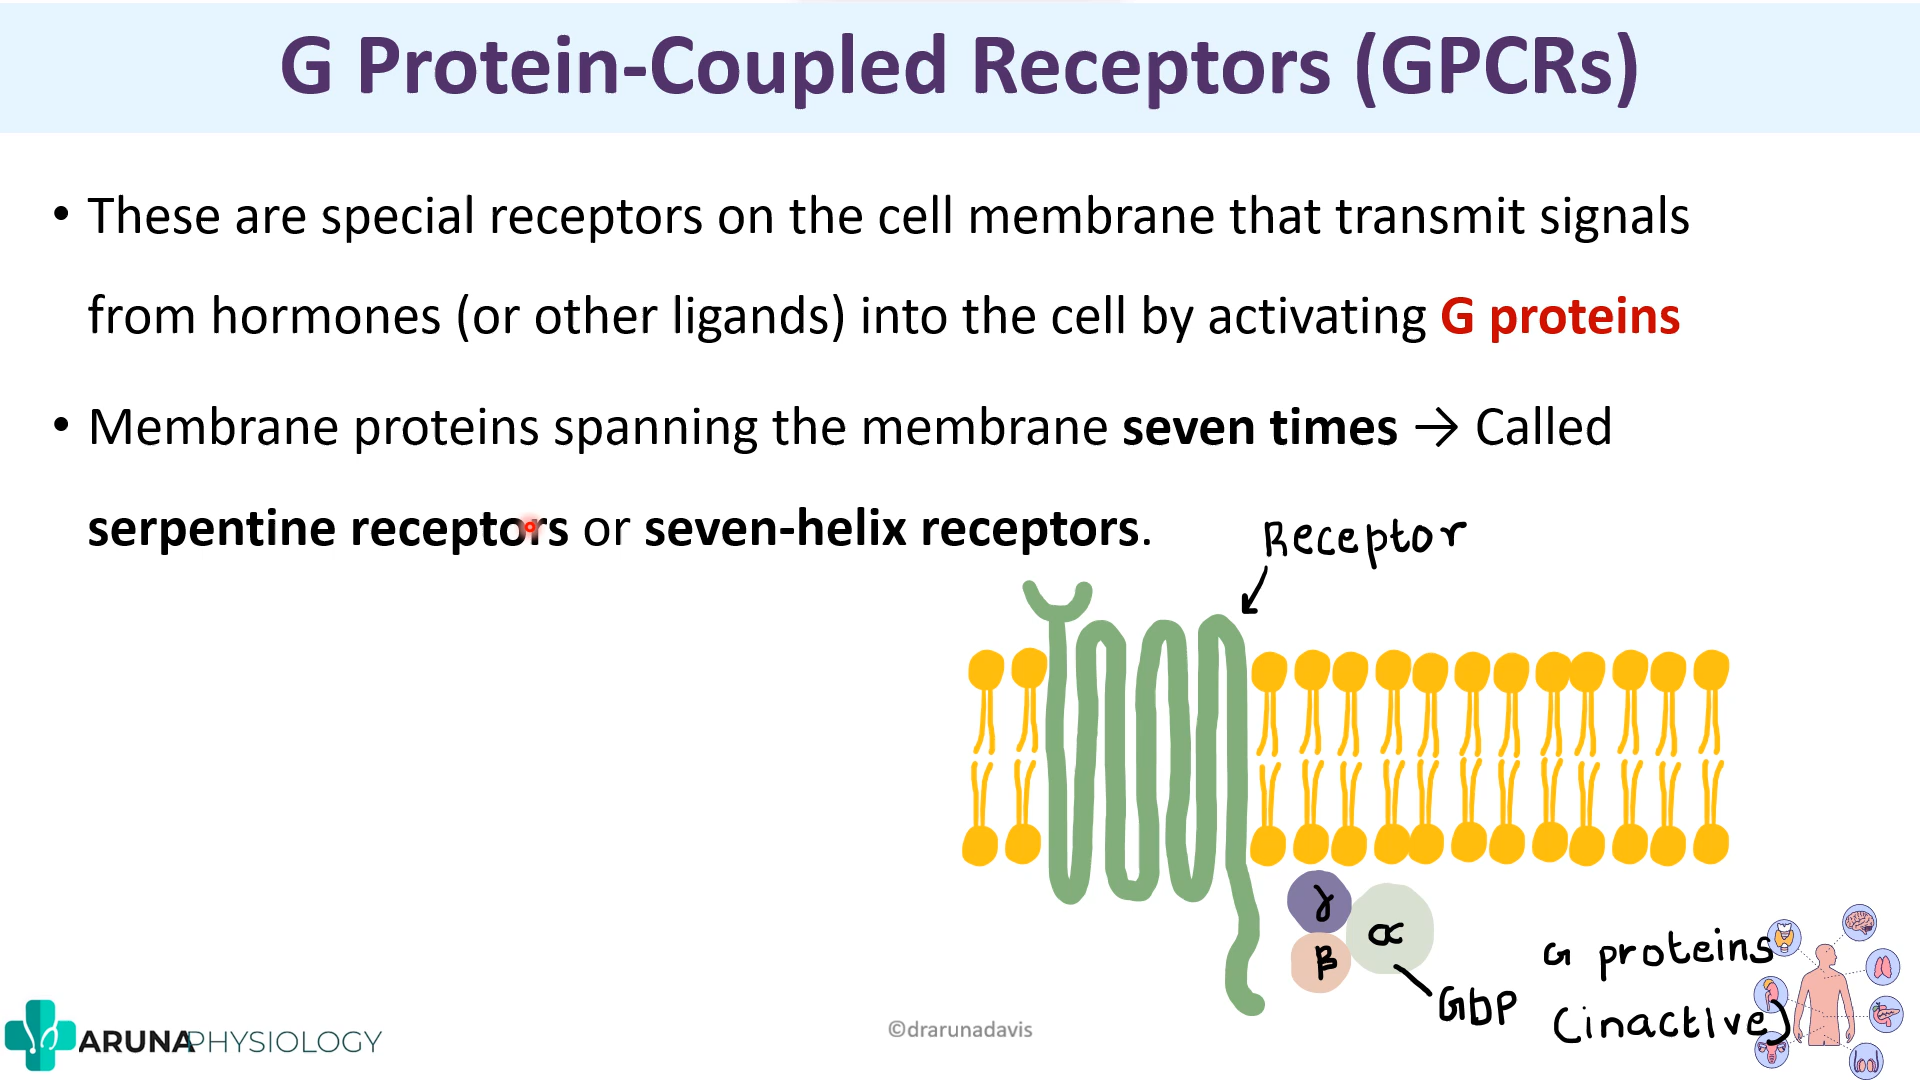 G Protein-Coupled Receptors (GPCRs)
• These are special receptors on the cell membrane that transmit signals
from hormones (or other ligands) into the cell by activating G proteins
• Membrane proteins spanning the membrane seven times → Called
serpentine receptors or seven-helix receptors.
Receptor
γ
α
β
G proteins
GDP
(inactive)
ARUNAPHYSIOLOGY
©drarunadavis